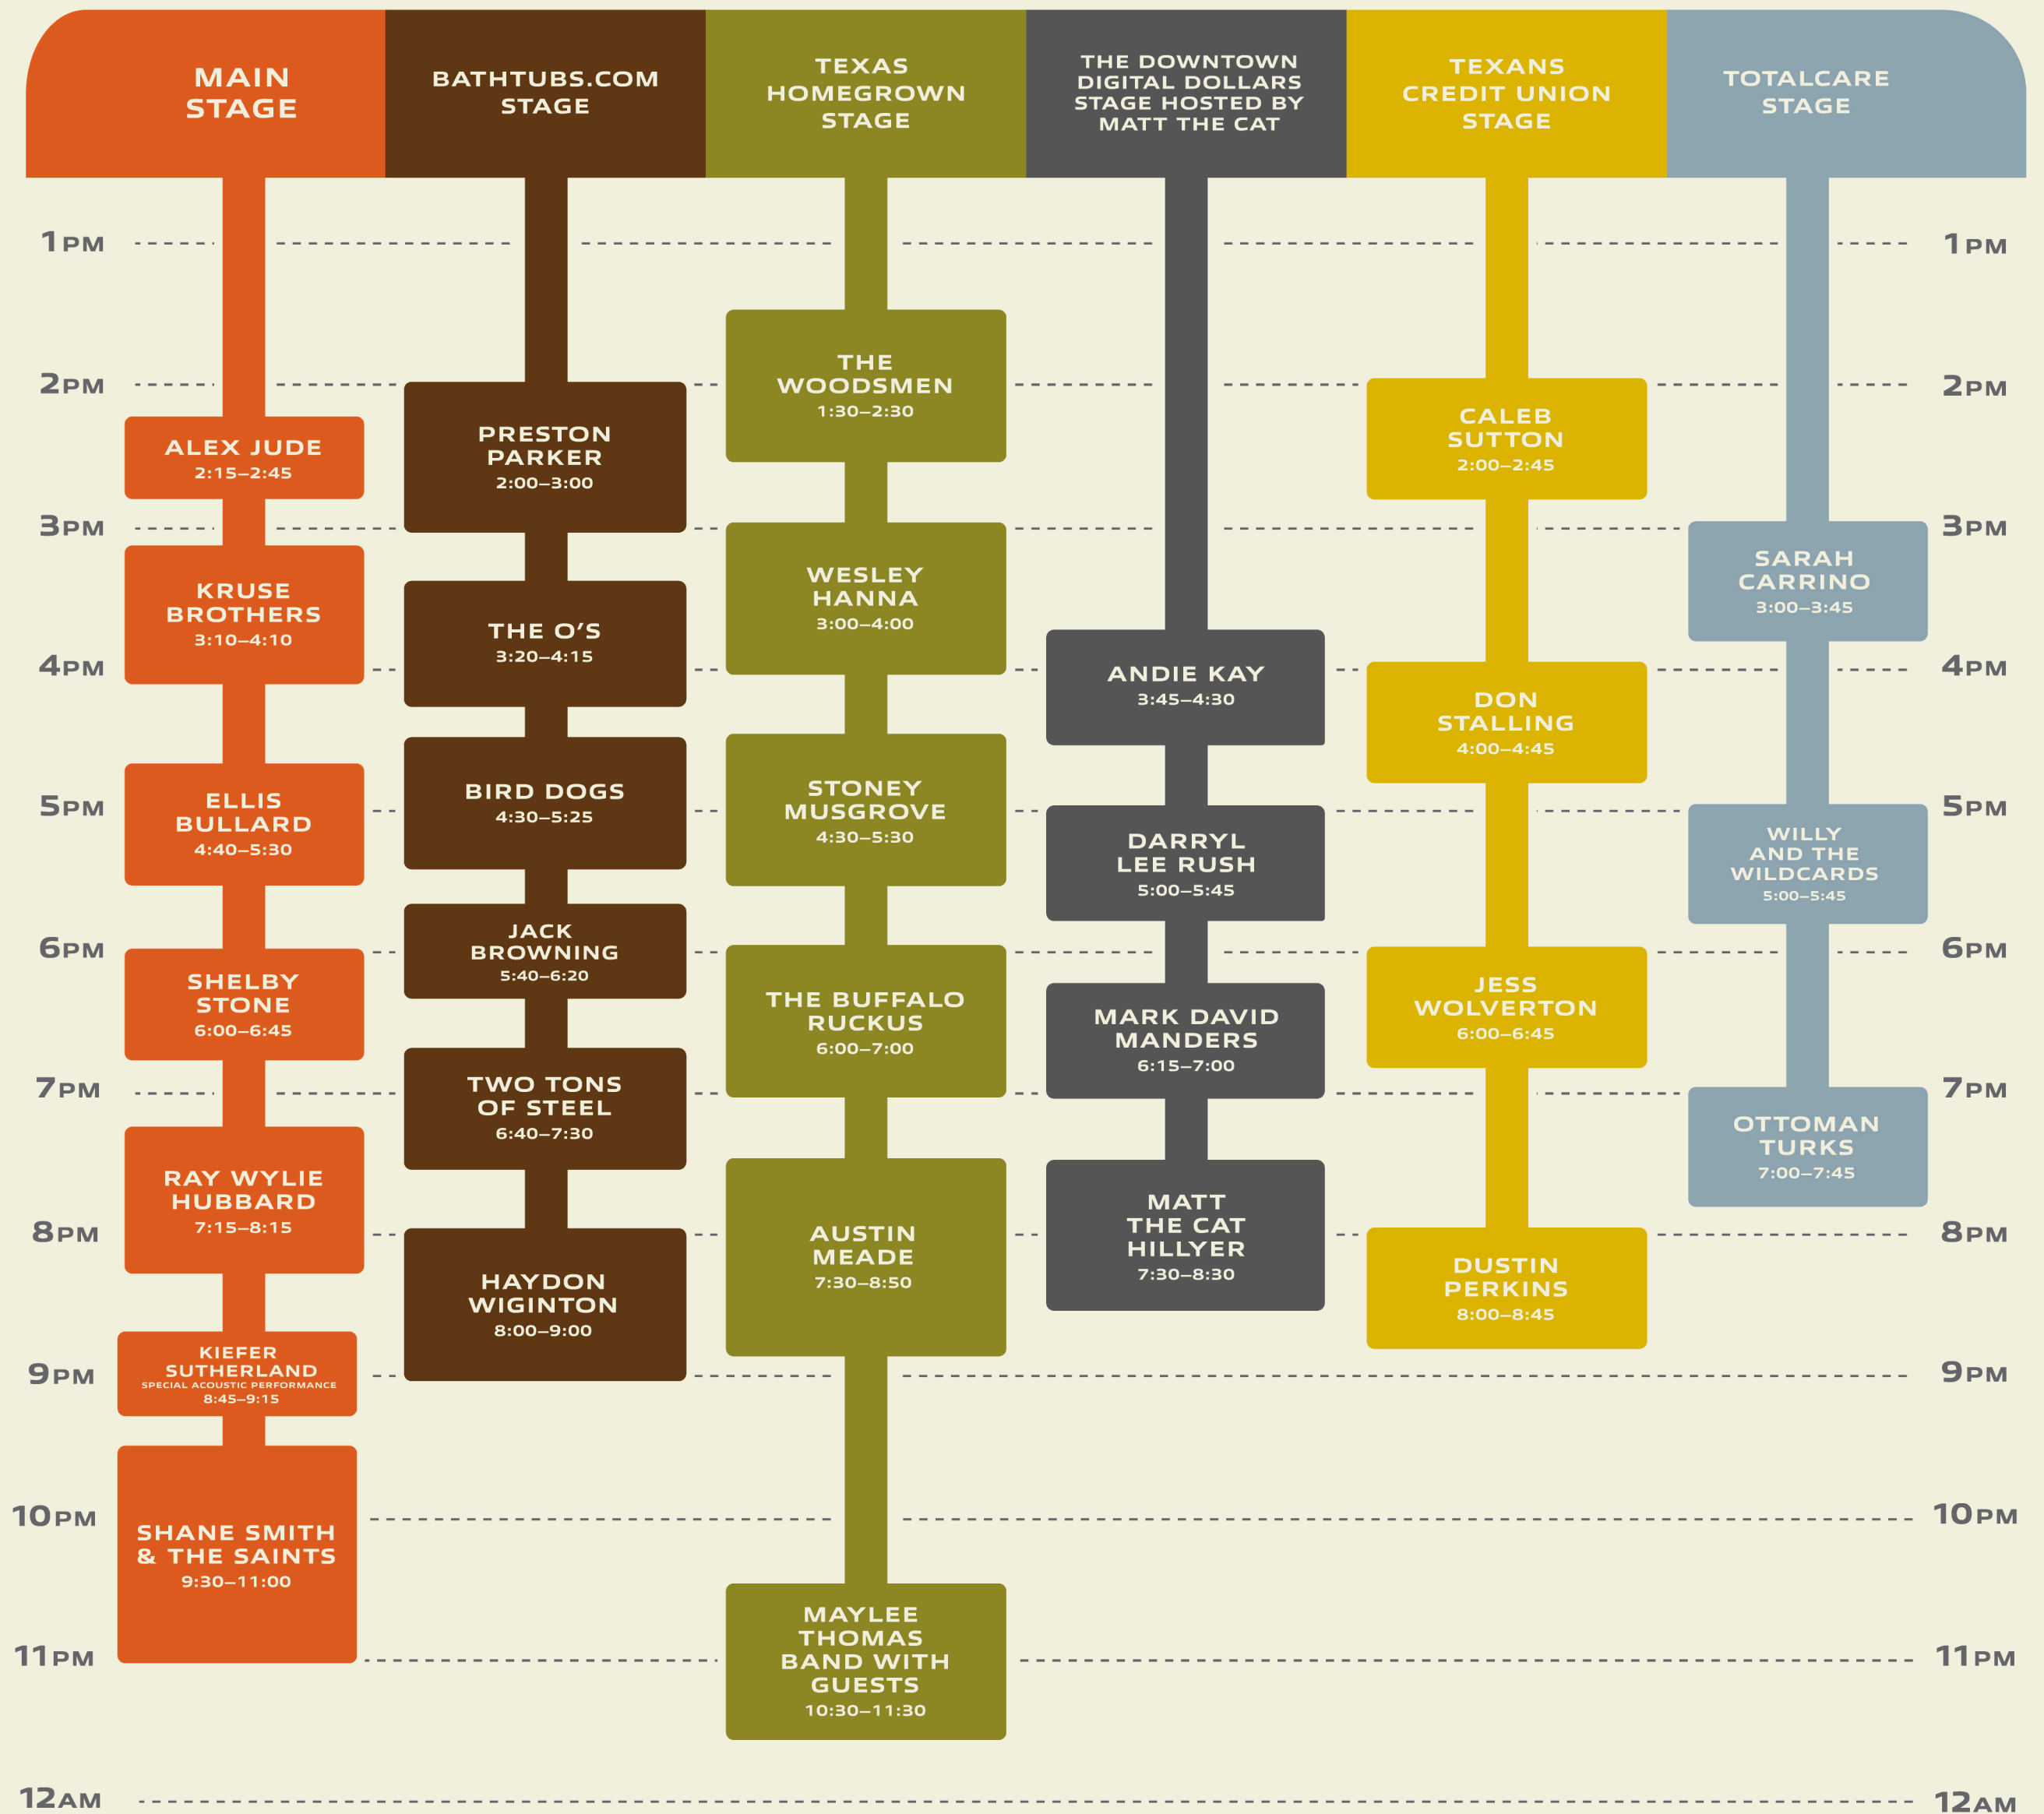 MAIN
STAGE
BATHTUBS.COM
STAGE
TEXAS
HOMEGROWN
STAGE
THE DOWNTOWN
DIGITAL DOLLARS
STAGE HOSTED BY
MATT THE CAT
TEXANS
CREDIT UNION
STAGE
TOTALCARE
STAGE
1PM
2PM
3PM
4PM
5PM
6PM
7PM
8PM
9PM
10PM
11PM
12AM
ALEX JUDE
2:15–2:45
KRUSE
BROTHERS
3:10–4:10
ELLIS
BULLARD
4:40–5:30
SHELBY
STONE
6:00–6:45
RAY WYLIE
HUBBARD
7:15–8:15
KIEFER
SUTHERLAND
SPECIAL ACOUSTIC PERFORMANCE
8:45–9:15
SHANE SMITH
& THE SAINTS
9:30–11:00
PRESTON
PARKER
2:00–3:00
THE O’S
3:20–4:15
BIRD DOGS
4:30–5:25
JACK
BROWNING
5:40–6:20
TWO TONS
OF STEEL
6:40–7:30
HAYDON
WIGINTON
8:00–9:00
THE
WOODSMEN
1:30–2:30
WESLEY
HANNA
3:00–4:00
STONEY
MUSGROVE
4:30–5:30
THE BUFFALO
RUCKUS
6:00–7:00
AUSTIN
MEADE
7:30–8:50
MAYLEE
THOMAS
BAND WITH
GUESTS
10:30–11:30
ANDIE KAY
3:45–4:30
DARRYL
LEE RUSH
5:00–5:45
MARK DAVID
MANDERS
6:15–7:00
MATT
THE CAT
HILLYER
7:30–8:30
CALEB
SUTTON
2:00–2:45
DON
STALLING
4:00–4:45
JESS
WOLVERTON
6:00–6:45
DUSTIN
PERKINS
8:00–8:45
SARAH
CARRINO
3:00–3:45
WILLY
AND THE
WILDCARDS
5:00–5:45
OTTOMAN
TURKS
7:00–7:45
1PM
2PM
3PM
4PM
5PM
6PM
7PM
8PM
9PM
10PM
11PM
12AM